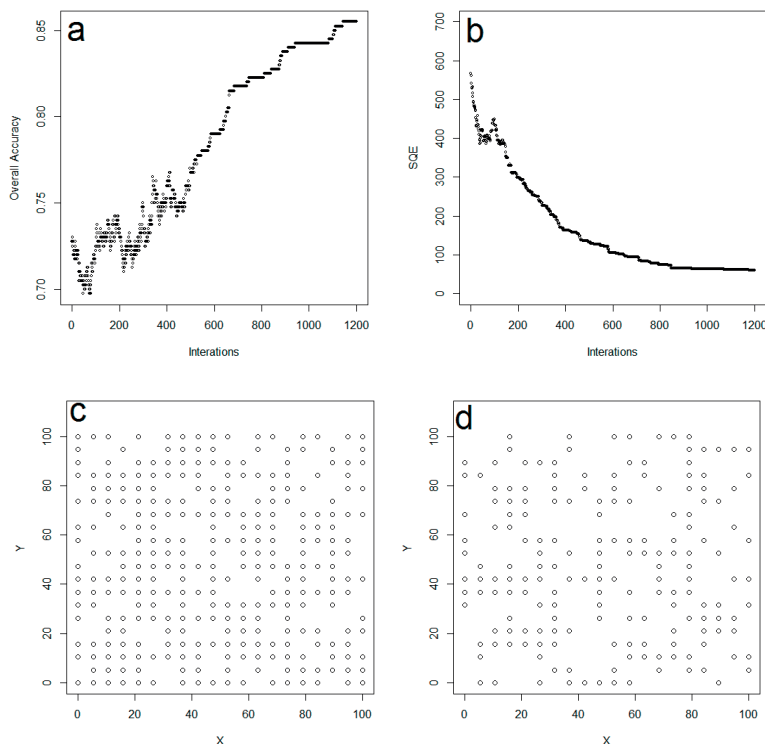 a
Overall Accuracy
0.70 0.75 0.80 0.85
0 200 400 600 800 1000 1200
Interations
b
SQE
0 100 200 300 400 500 600 700
0 200 400 600 800 1000 1200
Interations
c
Y
0 20 40 60 80 100
0 20 40 60 80 100
X
d
Y
0 20 40 60 80 100
0 20 40 60 80 100
X